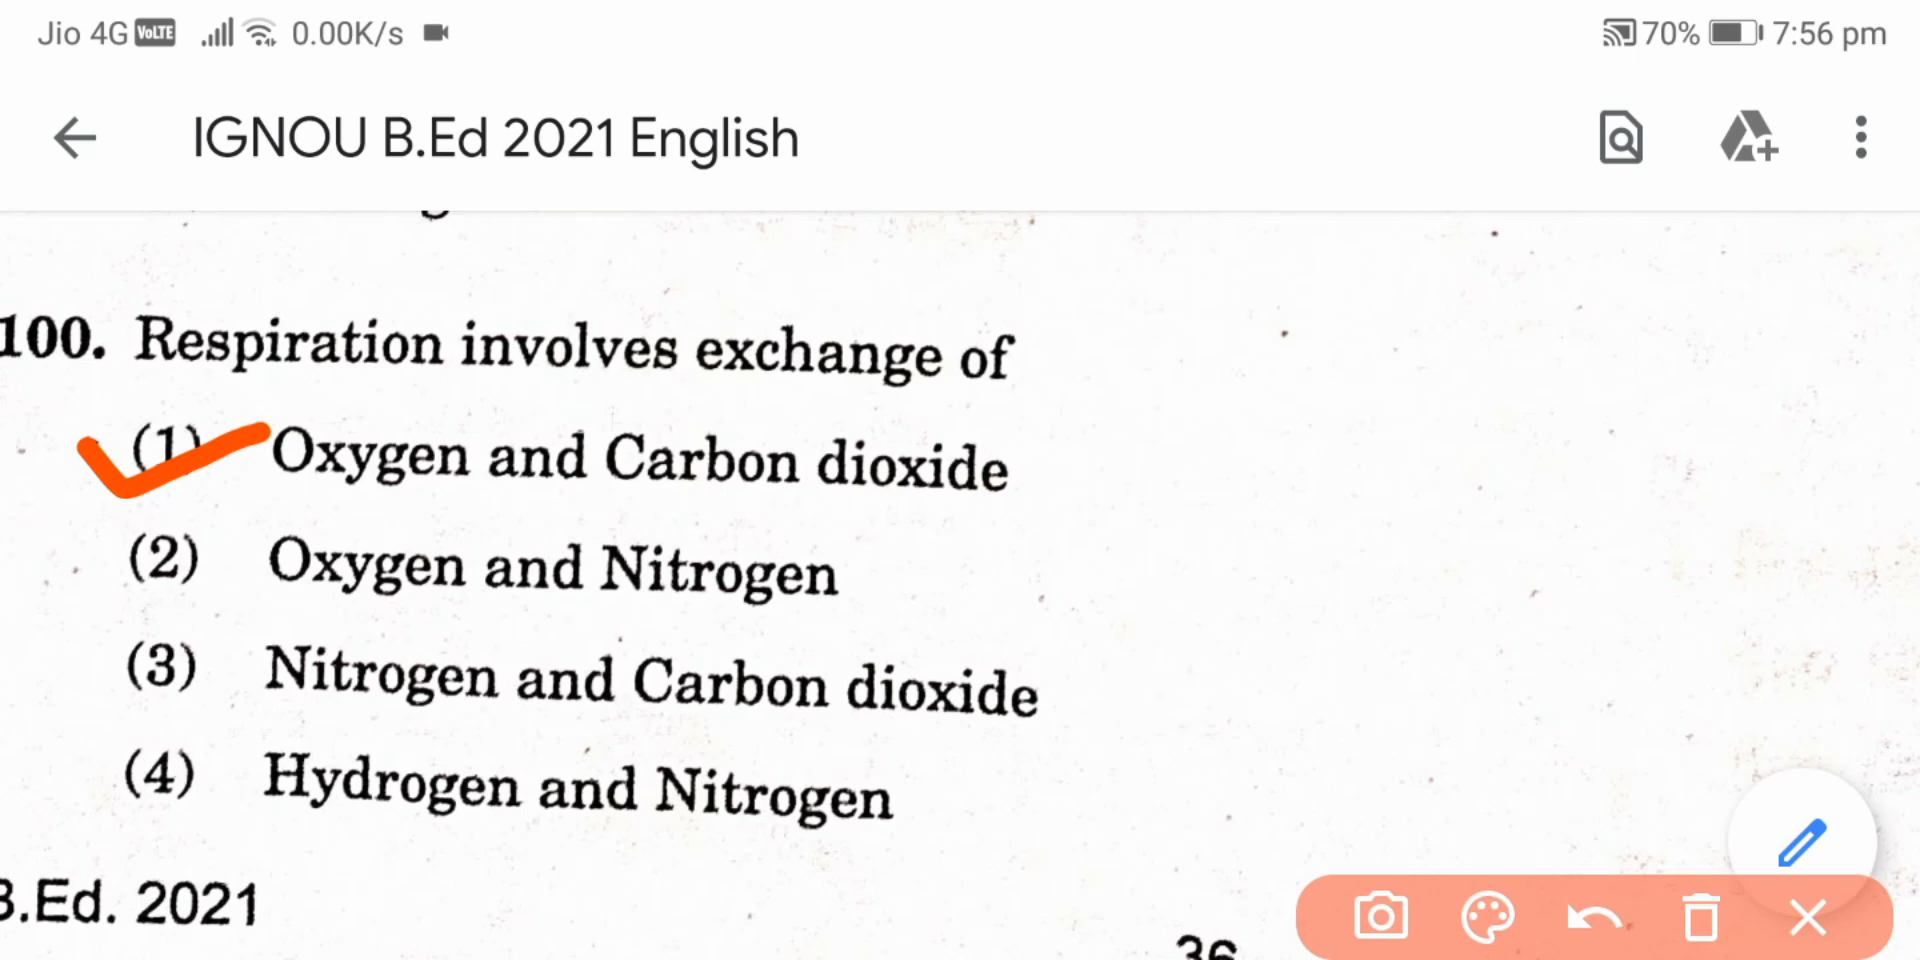 Jio 4G VoLTE 0.00K/s 70% 7:56 pm
IGNOU B.Ed 2021 English
100. Respiration involves exchange of
(1) Oxygen and Carbon dioxide
(2) Oxygen and Nitrogen
(3) Nitrogen and Carbon dioxide
(4) Hydrogen and Nitrogen
B.Ed. 2021
36